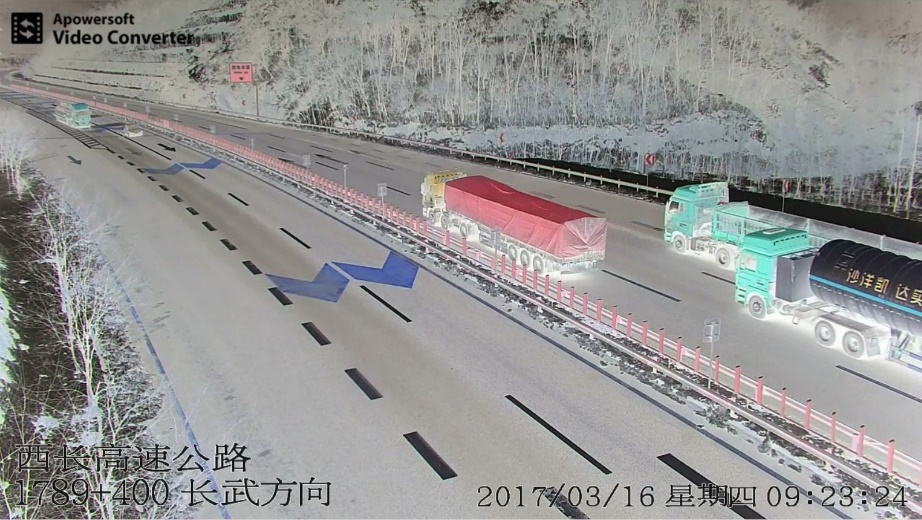 Apowersoft
Video Converter
沙洋凯达
西长高速公路
1789+400 长武方向
2017/03/16 星期四 09:23:24